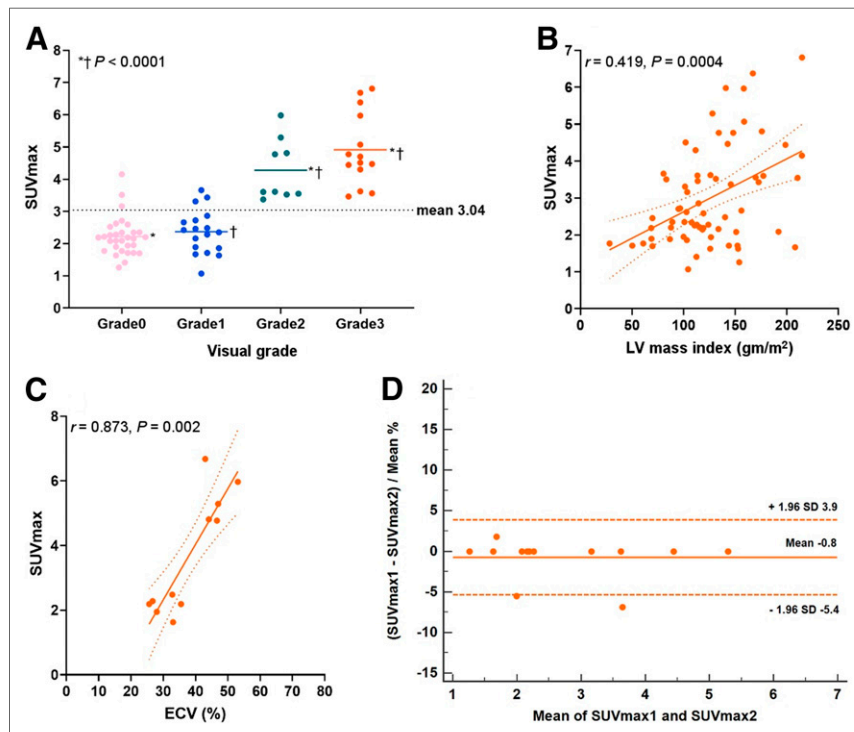 A
*† P < 0.0001
SUVmax
8
7
6
5
4
3
2
1
0
*
†
*†
*†
mean 3.04
Grade0 Grade1 Grade2 Grade3
Visual grade
B
r = 0.419, P = 0.0004
SUVmax
7
6
5
4
3
2
1
0
0 50 100 150 200 250
LV mass index (gm/m²)
C
r = 0.873, P = 0.002
SUVmax
8
6
4
2
0
0 10 20 30 40 50 60 70 80
ECV (%)
D
(SUVmax1 - SUVmax2) / Mean %
20
15
10
5
0
-5
-10
-15
+ 1.96 SD 3.9
Mean -0.8
- 1.96 SD -5.4
1 2 3 4 5 6 7
Mean of SUVmax1 and SUVmax2